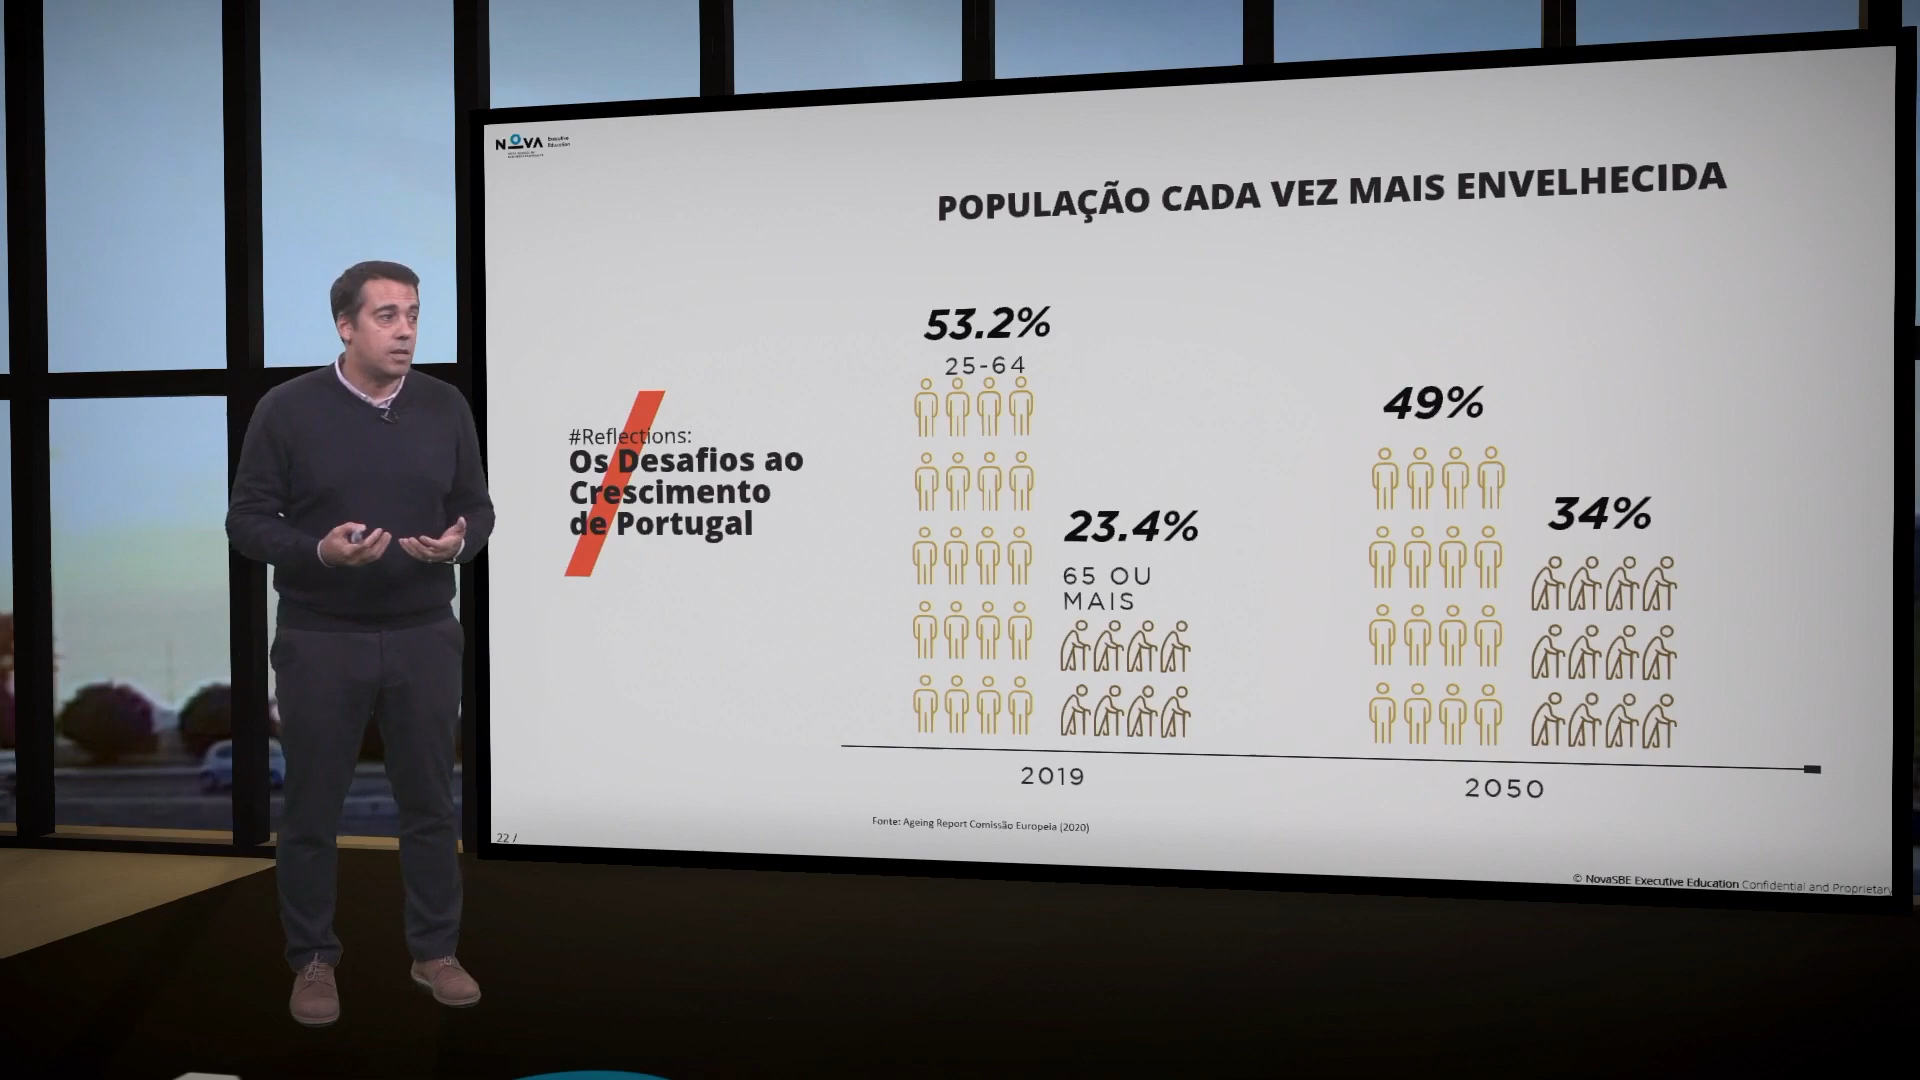 NOVA
Executive
Education
POPULAÇÃO CADA VEZ MAIS ENVELHECIDA
#Reflections:
Os Desafios ao
Crescimento
de Portugal
53.2%
25-64
23.4%
65 OU
MAIS
49%
34%
2019
2050
Fonte: Ageing Report Comissão Europeia (2020)
22 /
© NovaSBE Executive Education Confidential and Proprietary